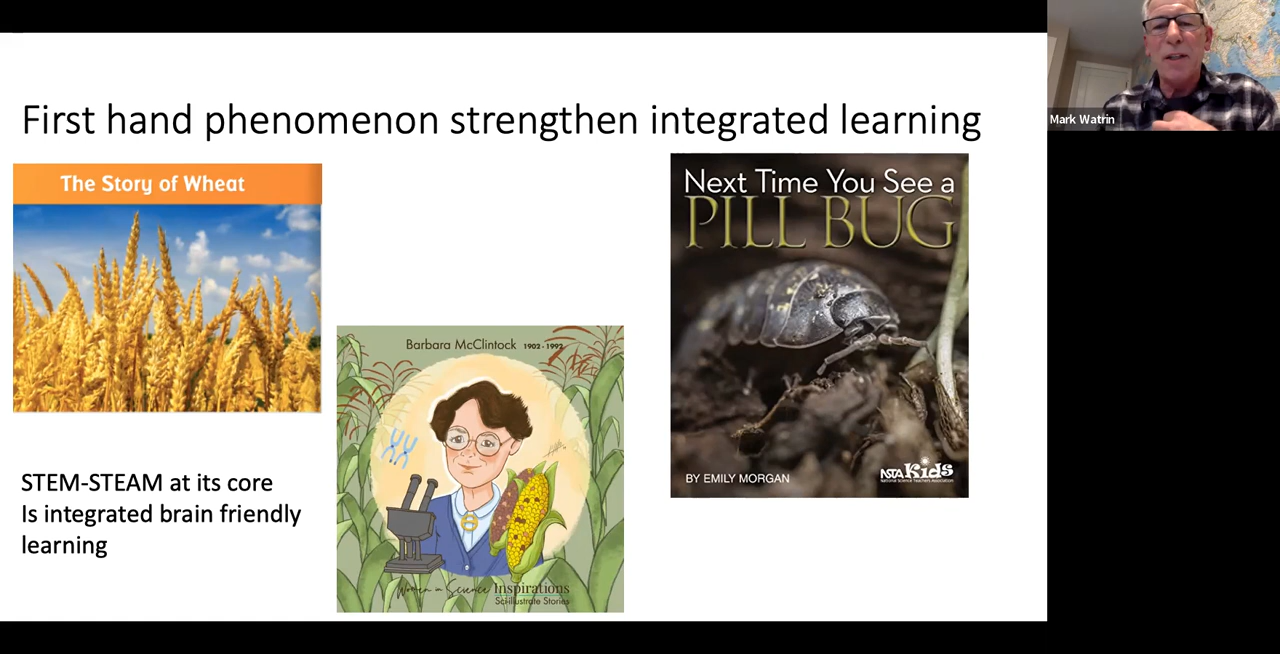 First hand phenomenon strengthen integrated learning
The Story of Wheat
STEM-STEAM at its core
Is integrated brain friendly
learning
Barbara McClintock 1902-1992
Women in Science Inspirations
Sci-Illustrate Stories
Next Time You See a
PILL BUG
BY EMILY MORGAN
NSTA Kids
National Science Teachers Association
Mark Watrin